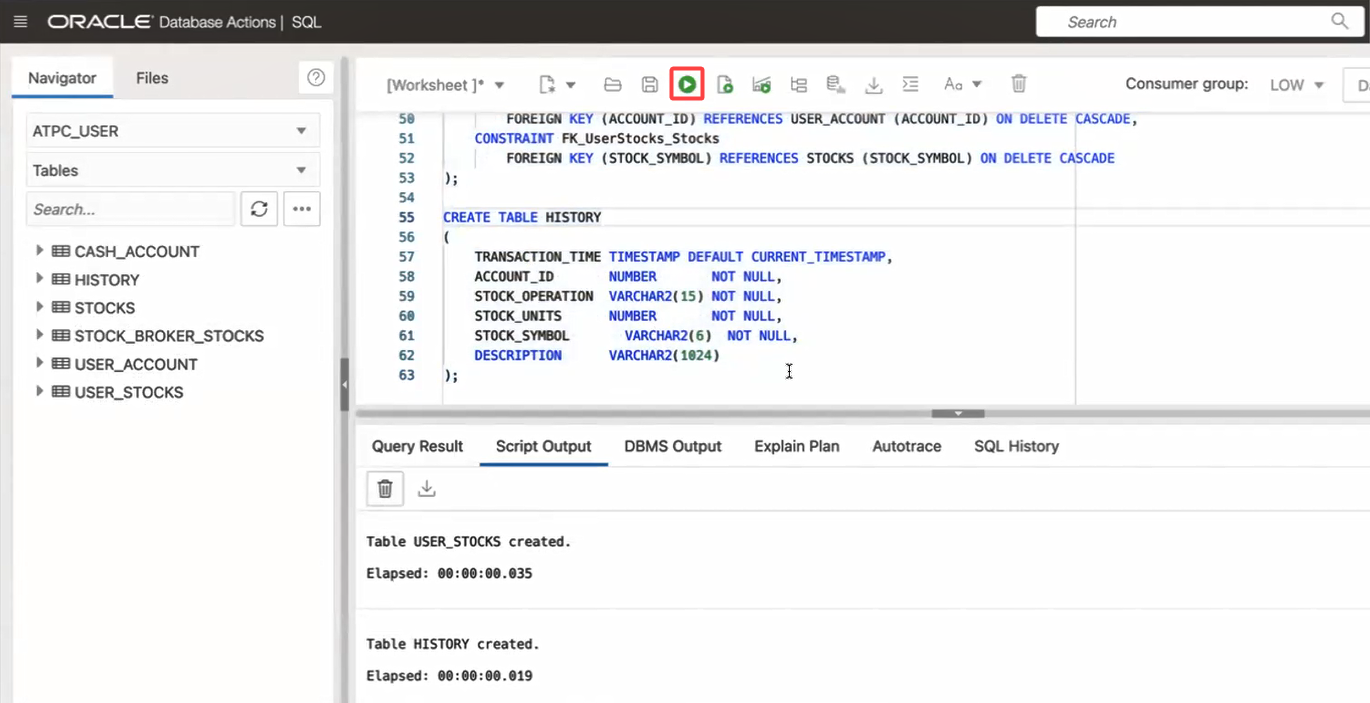 ORACLE Database Actions | SQL
Search
Navigator
Files
[Worksheet ]*
Aa
Consumer group:
LOW
D
ATPC_USER
Tables
Search...
CASH_ACCOUNT
HISTORY
STOCKS
STOCK_BROKER_STOCKS
USER_ACCOUNT
USER_STOCKS
50 FOREIGN KEY (ACCOUNT_ID) REFERENCES USER_ACCOUNT (ACCOUNT_ID) ON DELETE CASCADE,
51 CONSTRAINT FK_UserStocks_Stocks
52 FOREIGN KEY (STOCK_SYMBOL) REFERENCES STOCKS (STOCK_SYMBOL) ON DELETE CASCADE
53 );
54
55 CREATE TABLE HISTORY
56 (
57 TRANSACTION_TIME TIMESTAMP DEFAULT CURRENT_TIMESTAMP,
58 ACCOUNT_ID NUMBER NOT NULL,
59 STOCK_OPERATION VARCHAR2(15) NOT NULL,
60 STOCK_UNITS NUMBER NOT NULL,
61 STOCK_SYMBOL VARCHAR2(6) NOT NULL,
62 DESCRIPTION VARCHAR2(1024)
63 );
Query Result
Script Output
DBMS Output
Explain Plan
Autotrace
SQL History
Table USER_STOCKS created.
Elapsed: 00:00:00.035
Table HISTORY created.
Elapsed: 00:00:00.019